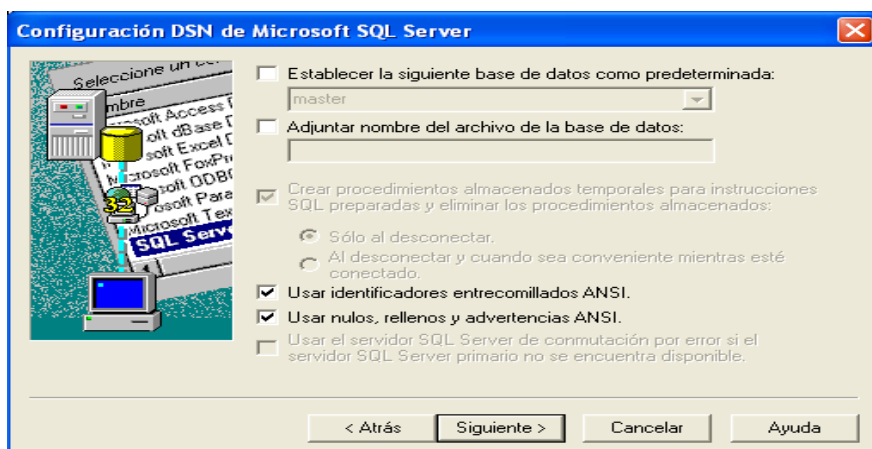 Configuración DSN de Microsoft SQL Server
Seleccione un
mbre
soft Access
oft dBase
soft Excel
Microsoft FoxPr
soft ODB
osoft Para
Microsoft Tex
SQL Serv
32
Establecer la siguiente base de datos como predeterminada:
master
Adjuntar nombre del archivo de la base de datos:
Crear procedimientos almacenados temporales para instrucciones
SQL preparadas y eliminar los procedimientos almacenados:
Sólo al desconectar.
Al desconectar y cuando sea conveniente mientras esté
conectado.
Usar identificadores entrecomillados ANSI.
Usar nulos, rellenos y advertencias ANSI.
Usar el servidor SQL Server de conmutación por error si el
servidor SQL Server primario no se encuentra disponible.
< Atrás
Siguiente >
Cancelar
Ayuda